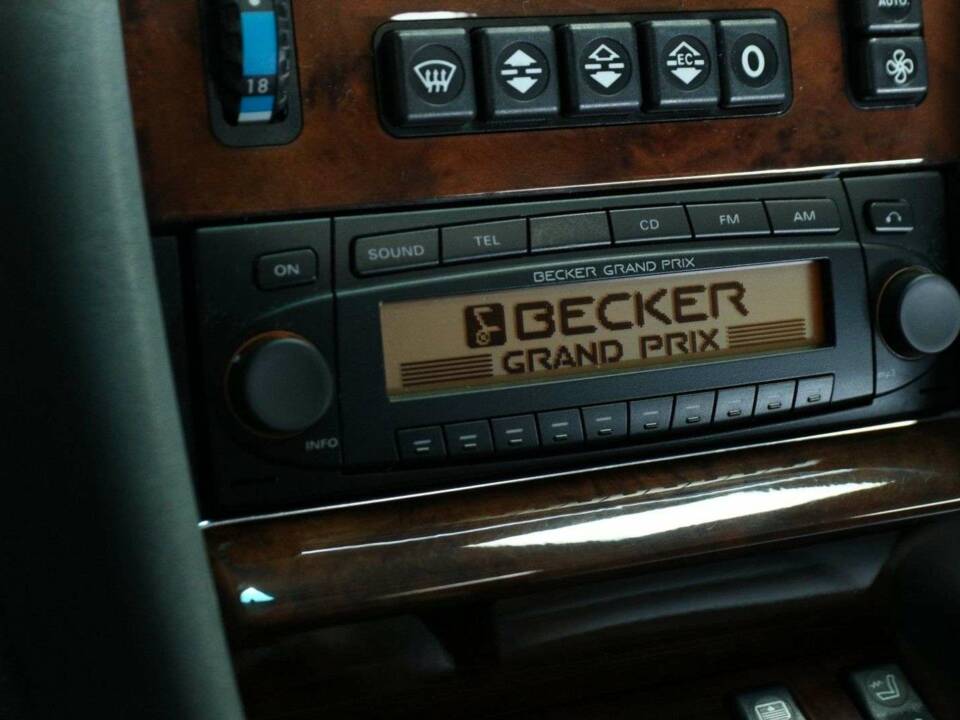 AUTO.
18
EC
0
SOUND
TEL
CD
FM
AM
ON
BECKER GRAND PRIX
BECKER
GRAND PRIX
INFO